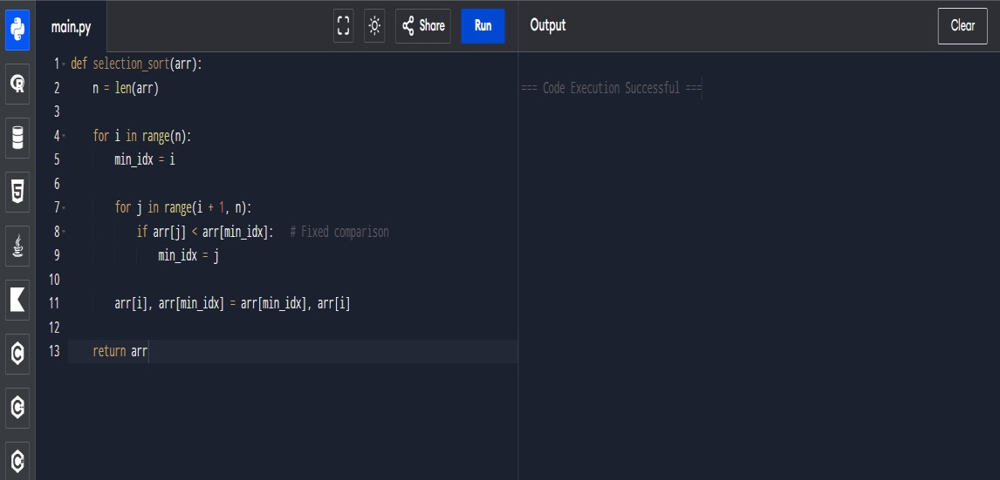 main.py
Share
Run
Output
Clear
1 def selection_sort(arr):
2     n = len(arr)
3
4     for i in range(n):
5         min_idx = i
6
7         for j in range(i + 1, n):
8             if arr[j] < arr[min_idx]:   # Fixed comparison
9                 min_idx = j
10
11         arr[i], arr[min_idx] = arr[min_idx], arr[i]
12
13     return arr
=== Code Execution Successful ===